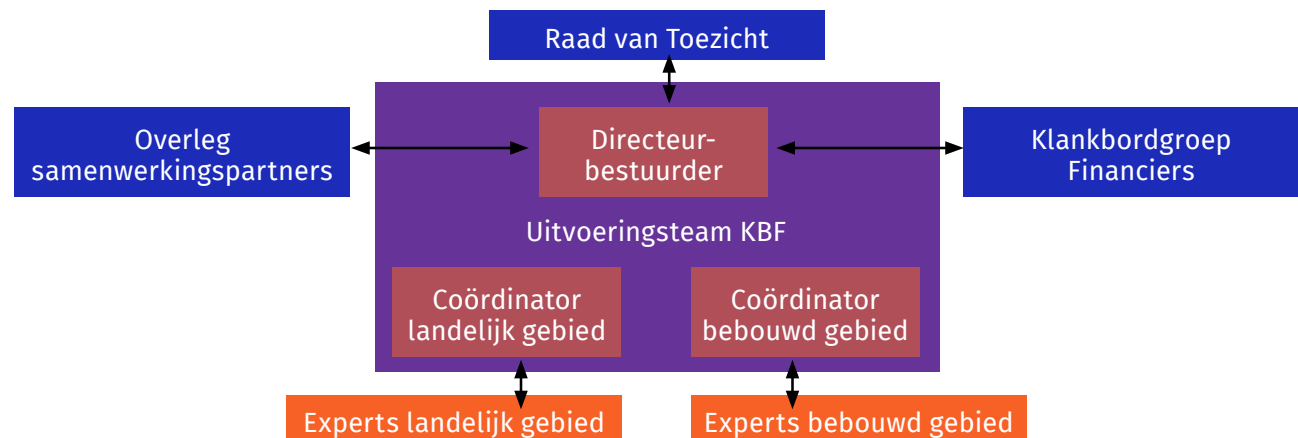 Raad van Toezicht
Overleg
samenwerkingspartners
Directeur-
bestuurder
Klankbordgroep
Financiers
Uitvoeringsteam KBF
Coördinator
landelijk gebied
Coördinator
bebouwd gebied
Experts landelijk gebied
Experts bebouwd gebied